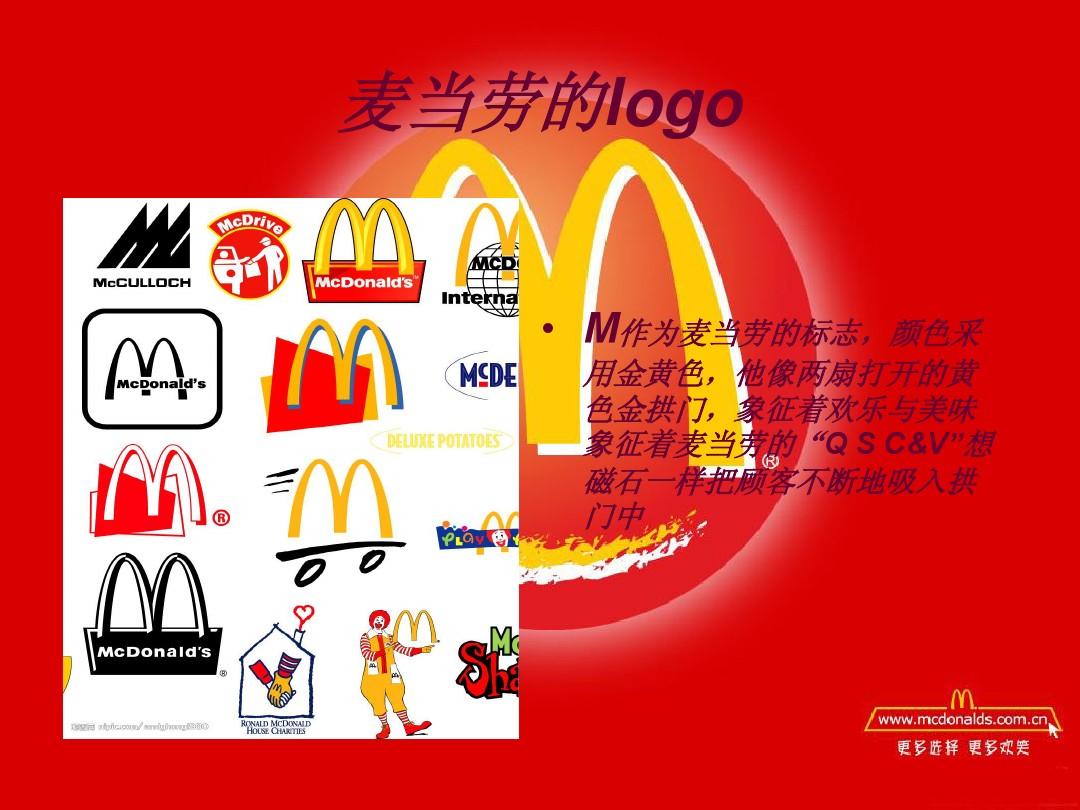 麦当劳的logo
McCULLOCH
McDrive
McDonald's™
McDo
Interna
• M作为麦当劳的标志，颜色采
用金黄色，他像两扇打开的黄
色金拱门，象征着欢乐与美味
象征着麦当劳的“Q S C&V”想
磁石一样把顾客不断地吸入拱
门中
McDonald's
McDE
DELUXE POTATOES
®
®
PLAY
McDonald's
®
RONALD McDONALD
HOUSE CHARITIES
Mc
Sha
www.mcdonalds.com.cn
更多选择 更多欢笑